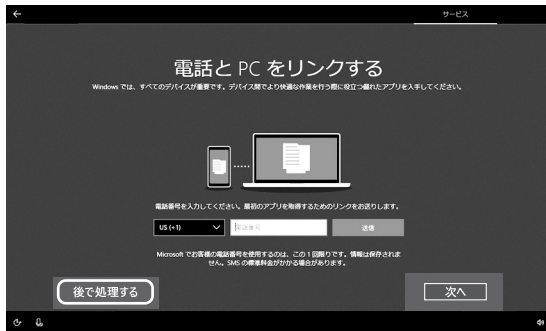 サービス
電話と PC をリンクする
Windows では、すべてのデバイスが重要です。デバイス間でより快適な作業を行う際に役立つ優れたアプリを入手してください。
電話番号を入力してください。最初のアプリを取得するためのリンクをお送りします。
US (+1)
電話番号
送信
Microsoft でお客様の電話番号を使用するのは、この 1 回限りです。情報は保存されま
せん。SMS の標準料金がかかる場合があります。
後で処理する
次へ